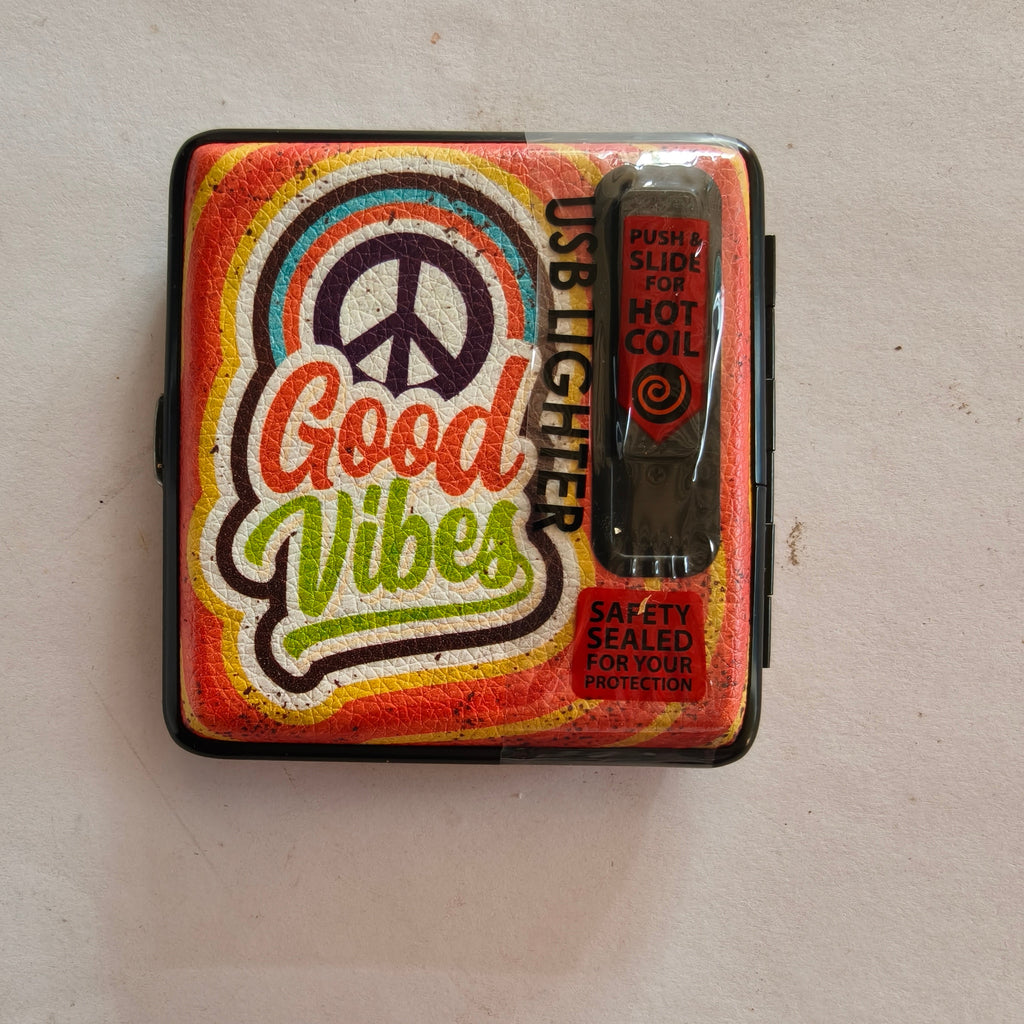 Good
Vibes
USB LIGHTER
PUSH &
SLIDE
FOR
HOT
COIL
SAFETY
SEALED
FOR YOUR
PROTECTION